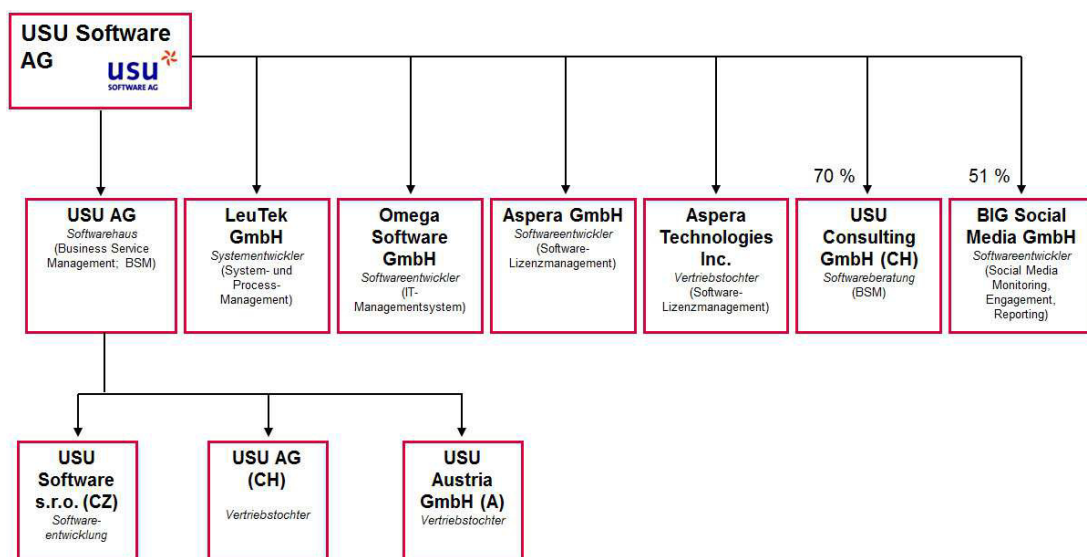 USU Software
AG
usu
SOFTWARE AG
70 %
51 %
USU AG
Softwarehaus
(Business Service
Management; BSM)
LeuTek
GmbH
Systementwickler
(System- und
Process-
Management)
Omega
Software
GmbH
Softwareentwickler
(IT-
Managementsystem)
Aspera GmbH
Softwareentwickler
(Software-
Lizenzmanagement)
Aspera
Technologies
Inc.
Vertriebstochter
(Software-
Lizenzmanagement)
USU
Consulting
GmbH (CH)
Softwareberatung
(BSM)
BIG Social
Media GmbH
Softwareentwickler
(Social Media
Monitoring,
Engagement,
Reporting)
USU
Software
s.r.o. (CZ)
Software-
entwicklung
USU AG
(CH)
Vertriebstochter
USU
Austria
GmbH (A)
Vertriebstochter